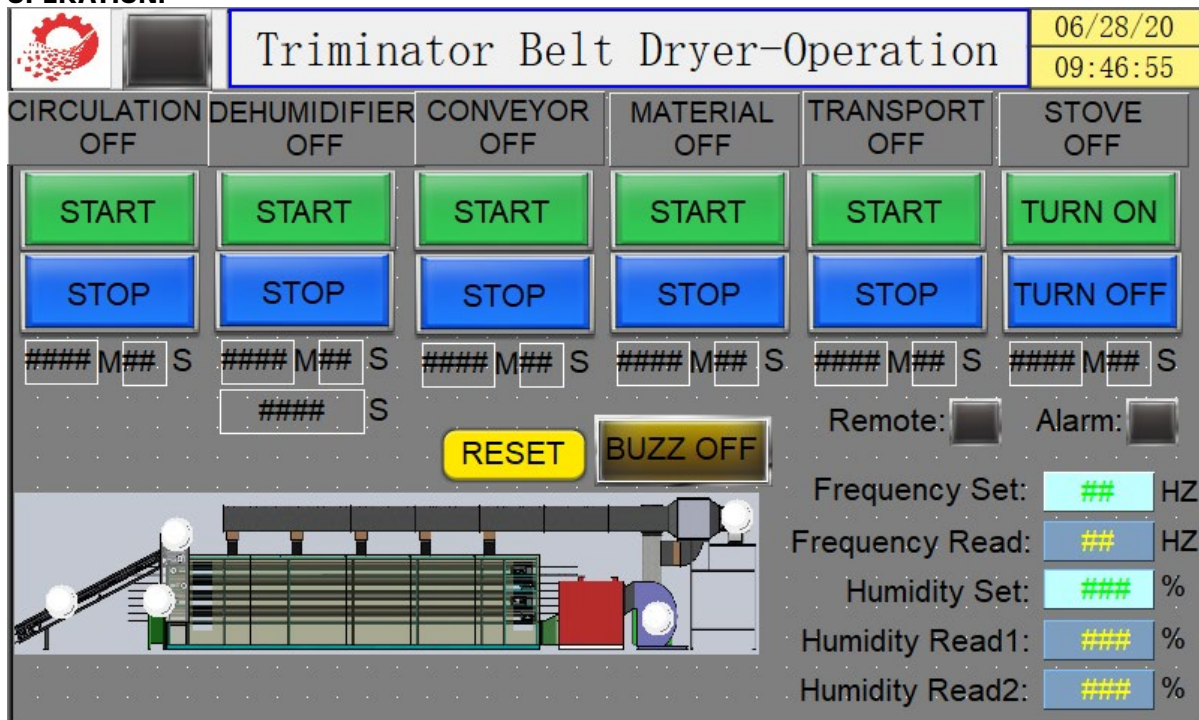 OPERATION:
Triminator Belt Dryer-Operation
06/28/20
09:46:55
CIRCULATION OFF
DEHUMIDIFIER OFF
CONVEYOR OFF
MATERIAL OFF
TRANSPORT OFF
STOVE OFF
START START START START START TURN ON
STOP STOP STOP STOP STOP TURN OFF
#### M ## S #### M ## S #### M ## S #### M ## S #### M ## S #### M ## S
#### S
Remote: Alarm:
RESET BUZZ OFF
Frequency Set: ## HZ
Frequency Read: ## HZ
Humidity Set: ### %
Humidity Read1: ### %
Humidity Read2: ### %